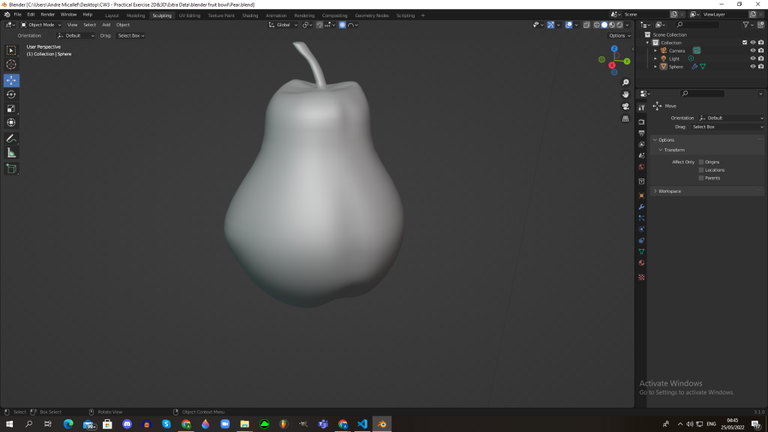 Blender [C:\Users\Andre Micallef\Desktop\CW3 - Practical Exercise 2D&3D\Extra Data\blender fruit bowl\Pear.blend]
File Edit Render Window Help Layout Modeling Sculpting UV Editing Texture Paint Shading Animation Rendering Compositing Geometry Nodes Scripting + Scene ViewLayer
Object Mode View Select Add Object Global
Orientation: Default Drag: Select Box Options
User Perspective
(1) Collection | Sphere
Scene Collection
Collection
Camera
Light
Sphere
Move
Orientation Default
Drag: Select Box
Options
Transform
Affect Only Origins
Locations
Parents
Workspace
Activate Windows
Go to Settings to activate Windows.
Select Box Select Rotate View Object Context Menu 3.1.0
04:45
25/05/2022